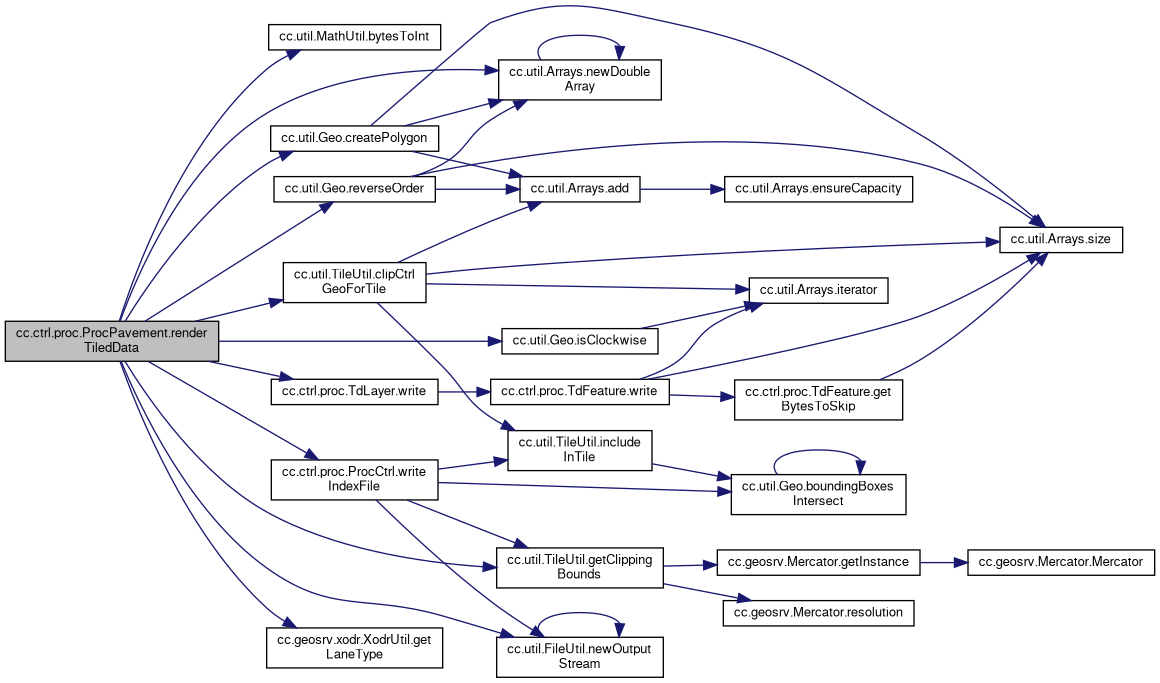 cc.util.MathUtil.bytesToInt
cc.util.Arrays.newDouble
Array
cc.util.Geo.createPolygon
cc.util.Geo.reverseOrder
cc.util.Arrays.add
cc.util.Arrays.ensureCapacity
cc.util.Arrays.size
cc.util.TileUtil.clipCtrl
GeoForTile
cc.util.Arrays.iterator
cc.ctrl.proc.ProcPavement.render
TiledData
cc.util.Geo.isClockwise
cc.ctrl.proc.TdLayer.write
cc.ctrl.proc.TdFeature.write
cc.ctrl.proc.TdFeature.get
BytesToSkip
cc.util.TileUtil.include
InTile
cc.ctrl.proc.ProcCtrl.write
IndexFile
cc.util.Geo.boundingBoxes
Intersect
cc.util.TileUtil.getClipping
Bounds
cc.geosrv.Mercator.getInstance
cc.geosrv.Mercator.Mercator
cc.geosrv.Mercator.resolution
cc.geosrv.xodr.XodrUtil.get
LaneType
cc.util.FileUtil.newOutput
Stream